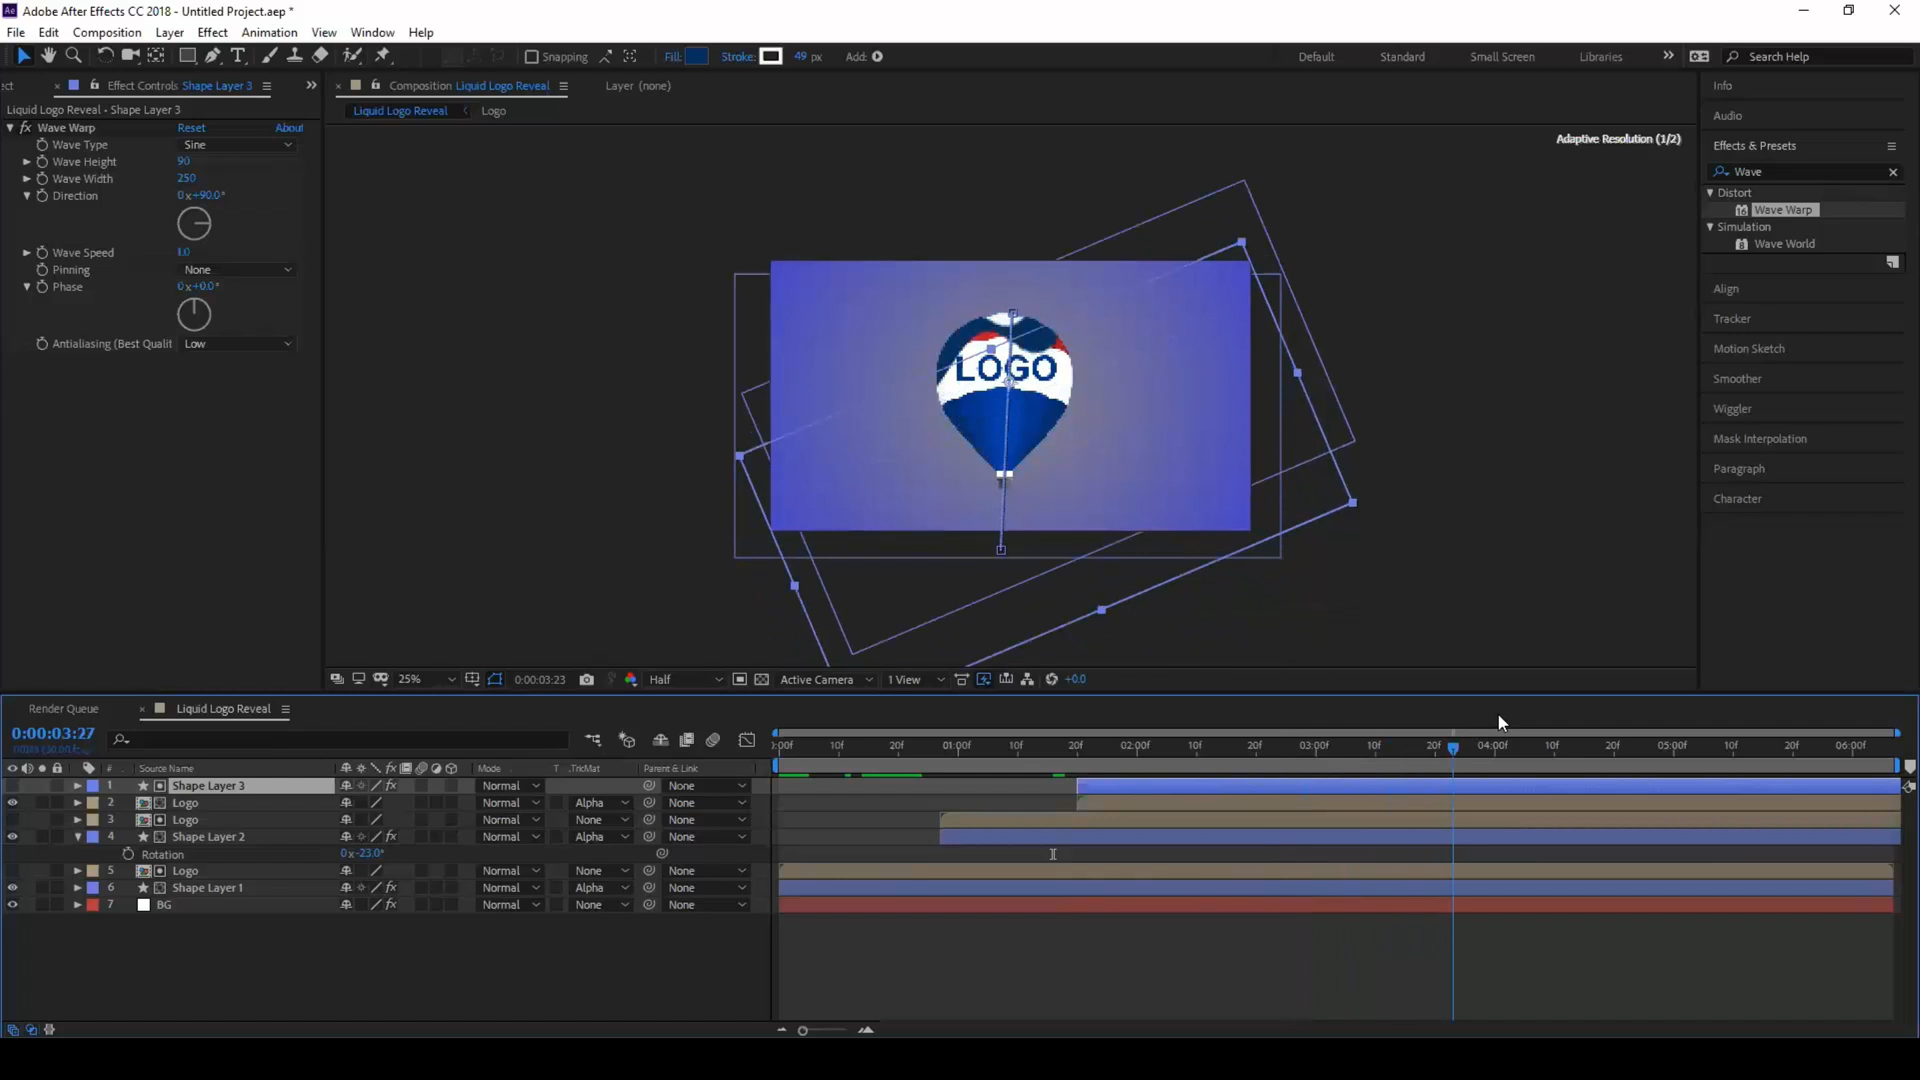 Adobe After Effects CC 2018 - Untitled Project.aep *
File Edit Composition Layer Effect Animation View Window Help
Snapping Fill: Stroke: 49 px Add: Default Standard Small Screen Libraries Search Help
ect Effect Controls Shape Layer 3
Liquid Logo Reveal • Shape Layer 3
fx Wave Warp Reset About
Wave Type Sine
Wave Height 90
Wave Width 250
Direction 0x+90.0°
Wave Speed 1.0
Pinning None
Phase 0x+0.0°
Antialiasing (Best Qualit Low
Composition Liquid Logo Reveal Layer (none)
Liquid Logo Reveal Logo
Adaptive Resolution (1/2)
LOGO
25% 0:00:03:23 Half Active Camera 1 View +0.0
Info
Audio
Effects & Presets
Wave
Distort
Wave Warp
Simulation
Wave World
Align
Tracker
Motion Sketch
Smoother
Wiggler
Mask Interpolation
Paragraph
Character
Render Queue Liquid Logo Reveal
0:00:03:27
:00f 10f 20f 01:00f 10f 20f 02:00f 10f 20f 03:00f 10f 20f 04:00f 10f 20f 05:00f 10f 20f 06:00f
# Source Name fx Mode T .TrkMat Parent & Link
1 Shape Layer 3 fx Normal None
2 Logo Normal Alpha None
3 Logo Normal None None
4 Shape Layer 2 fx Normal Alpha None
Rotation 0x-23.0°
5 Logo Normal None None
6 Shape Layer 1 fx Normal Alpha None
7 BG fx Normal None None